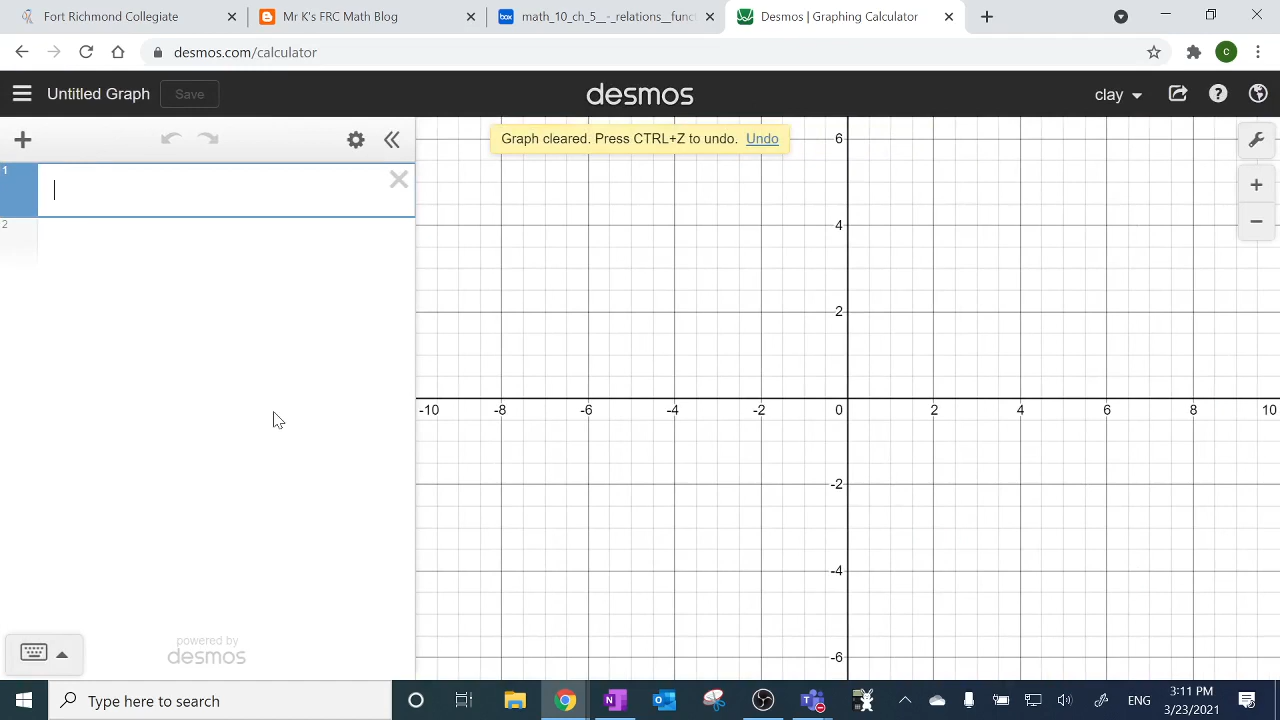 ort Richmond Collegiate
Mr K's FRC Math Blog
box
math_10_ch_5__-_relations__func
Desmos | Graphing Calculator
desmos.com/calculator
c
Untitled Graph
Save
desmos
clay
Graph cleared. Press CTRL+Z to undo. Undo
1
2
6
4
2
-10 -8 -6 -4 -2 0 2 4 6 8 10
-2
-4
-6
powered by
desmos
Type here to search
ENG
3:11 PM
3/23/2021